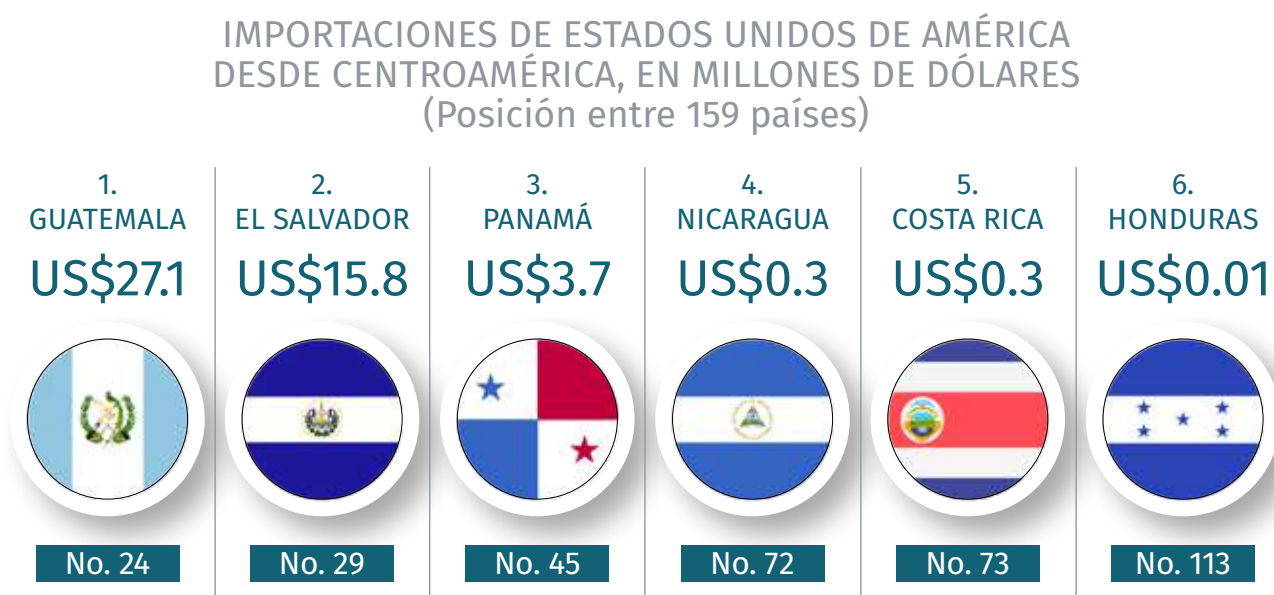 IMPORTACIONES DE ESTADOS UNIDOS DE AMÉRICA
DESDE CENTROAMÉRICA, EN MILLONES DE DÓLARES
(Posición entre 159 países)
1.
GUATEMALA
US$27.1
No. 24
2.
EL SALVADOR
US$15.8
No. 29
3.
PANAMÁ
US$3.7
No. 45
4.
NICARAGUA
US$0.3
No. 72
5.
COSTA RICA
US$0.3
No. 73
6.
HONDURAS
US$0.01
No. 113